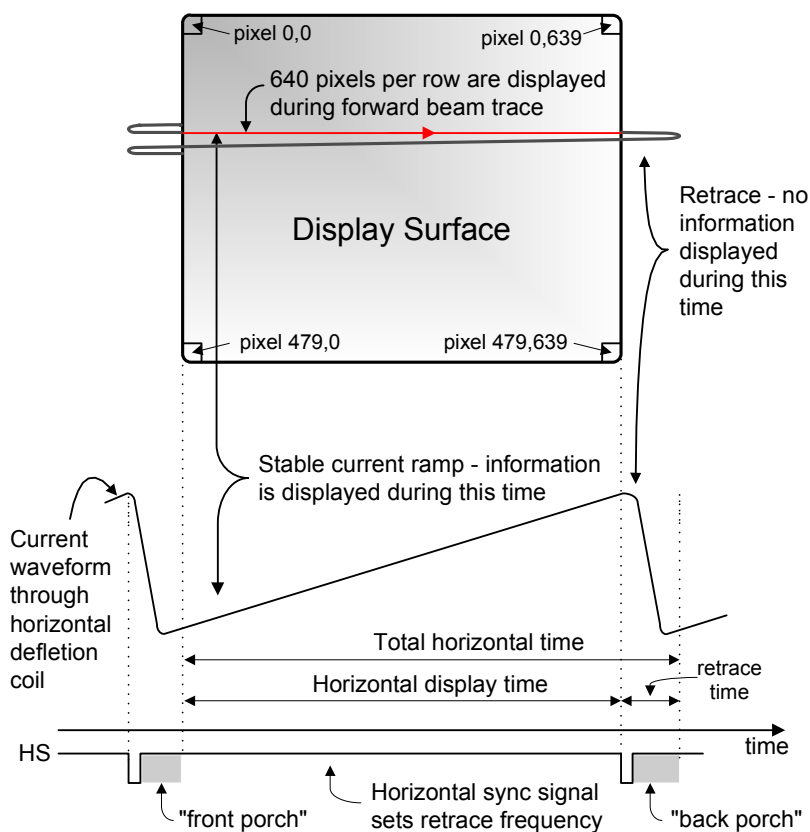 pixel 0,0
pixel 0,639
640 pixels per row are displayed
during forward beam trace
Retrace - no
information
displayed
during this
time
Display Surface
pixel 479,0
pixel 479,639
Stable current ramp - information
is displayed during this time
Current
waveform
through
horizontal
defletion
coil
Total horizontal time
Horizontal display time
retrace
time
time
HS
"front porch"
Horizontal sync signal
sets retrace frequency
"back porch"